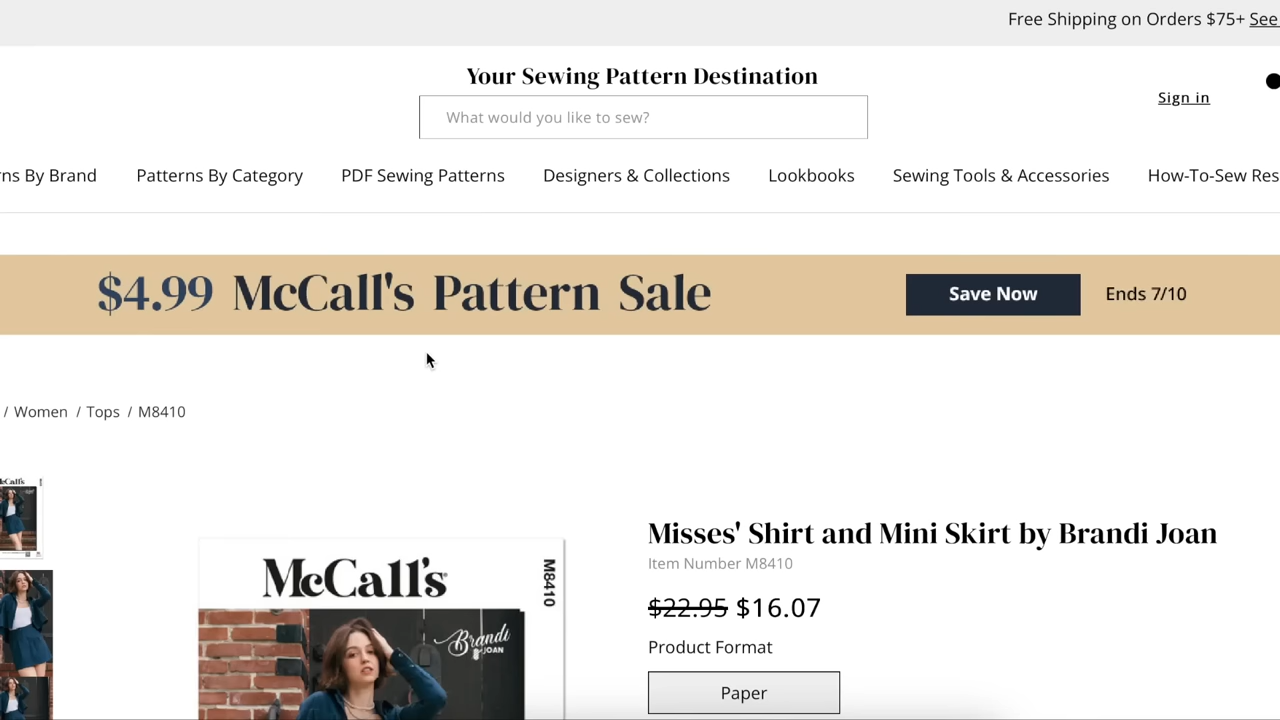 Free Shipping on Orders $75+ See
Your Sewing Pattern Destination
What would you like to sew?
Sign in
rns By Brand
Patterns By Category
PDF Sewing Patterns
Designers & Collections
Lookbooks
Sewing Tools & Accessories
How-To-Sew Res
$4.99 McCall's Pattern Sale
Save Now
Ends 7/10
/ Women / Tops / M8410
McCall's
M8410
Brandi
JOAN
Misses' Shirt and Mini Skirt by Brandi Joan
Item Number M8410
$22.95 $16.07
Product Format
Paper